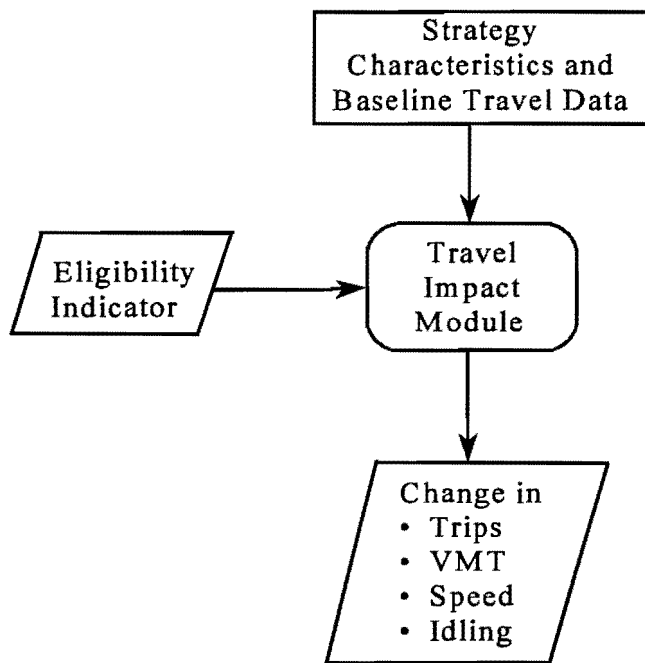 Strategy
Characteristics and
Baseline Travel Data
Eligibility
Indicator
Travel
Impact
Module
Change in
• Trips
• VMT
• Speed
• Idling